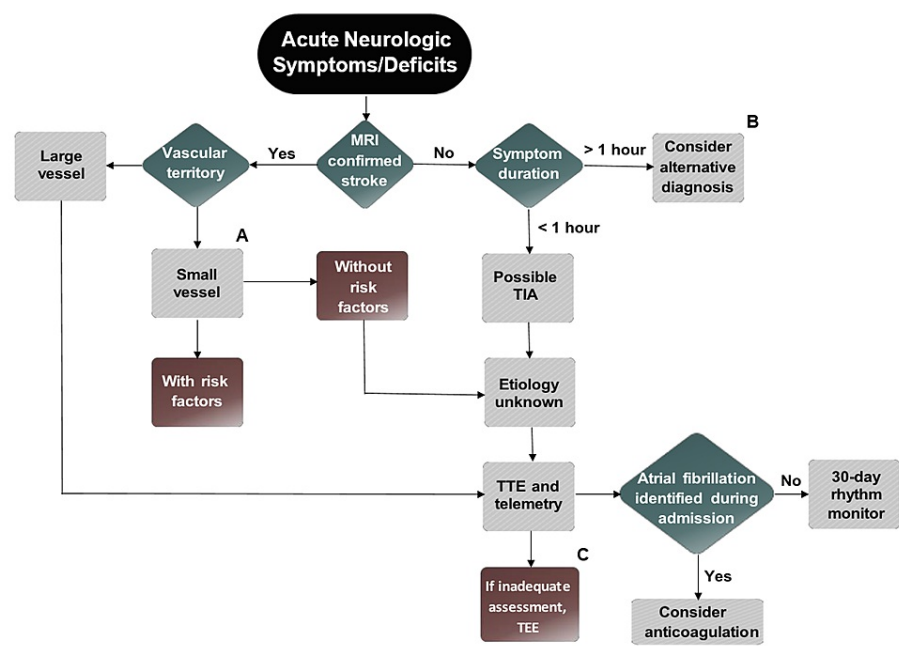 Acute Neurologic
Symptoms/Deficits
B
Large
vessel
Vascular
territory
Yes
MRI
confirmed
stroke
No
Symptom
duration
> 1 hour
Consider
alternative
diagnosis
A
< 1 hour
Small
vessel
Without
risk
factors
Possible
TIA
With risk
factors
Etiology
unknown
TTE and
telemetry
Atrial fibrillation
identified during
admission
No
30-day
rhythm
monitor
C
If inadequate
assessment,
TEE
Yes
Consider
anticoagulation